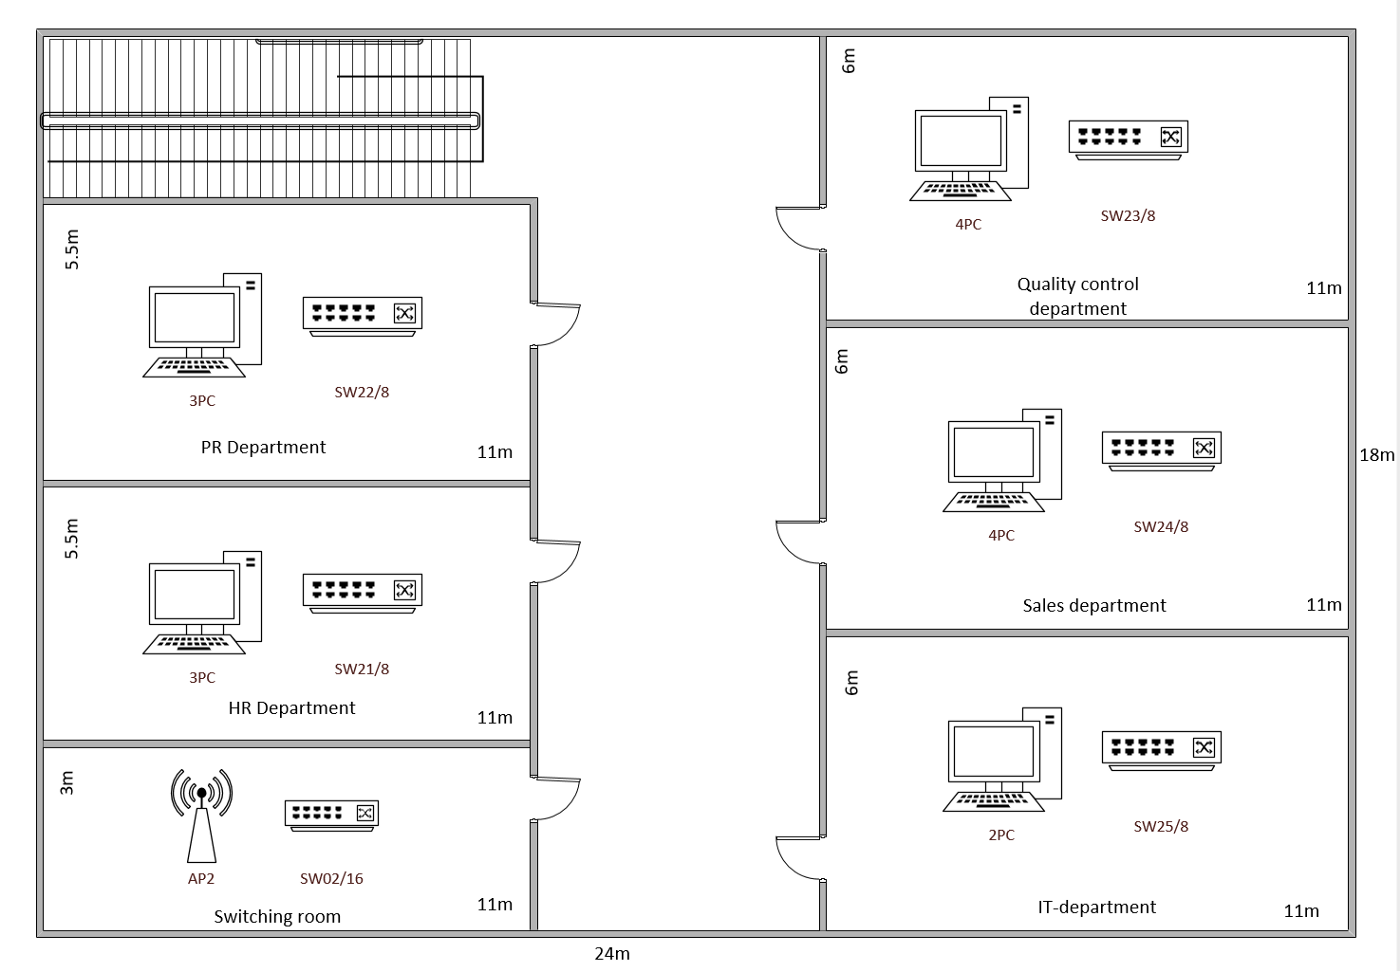 6m
4PC
SW23/8
Quality control
department
11m
5.5m
3PC
SW22/8
PR Department
11m
6m
4PC
SW24/8
Sales department
11m
18m
5.5m
3PC
SW21/8
HR Department
11m
6m
2PC
SW25/8
IT-department
11m
3m
AP2
SW02/16
Switching room
11m
24m